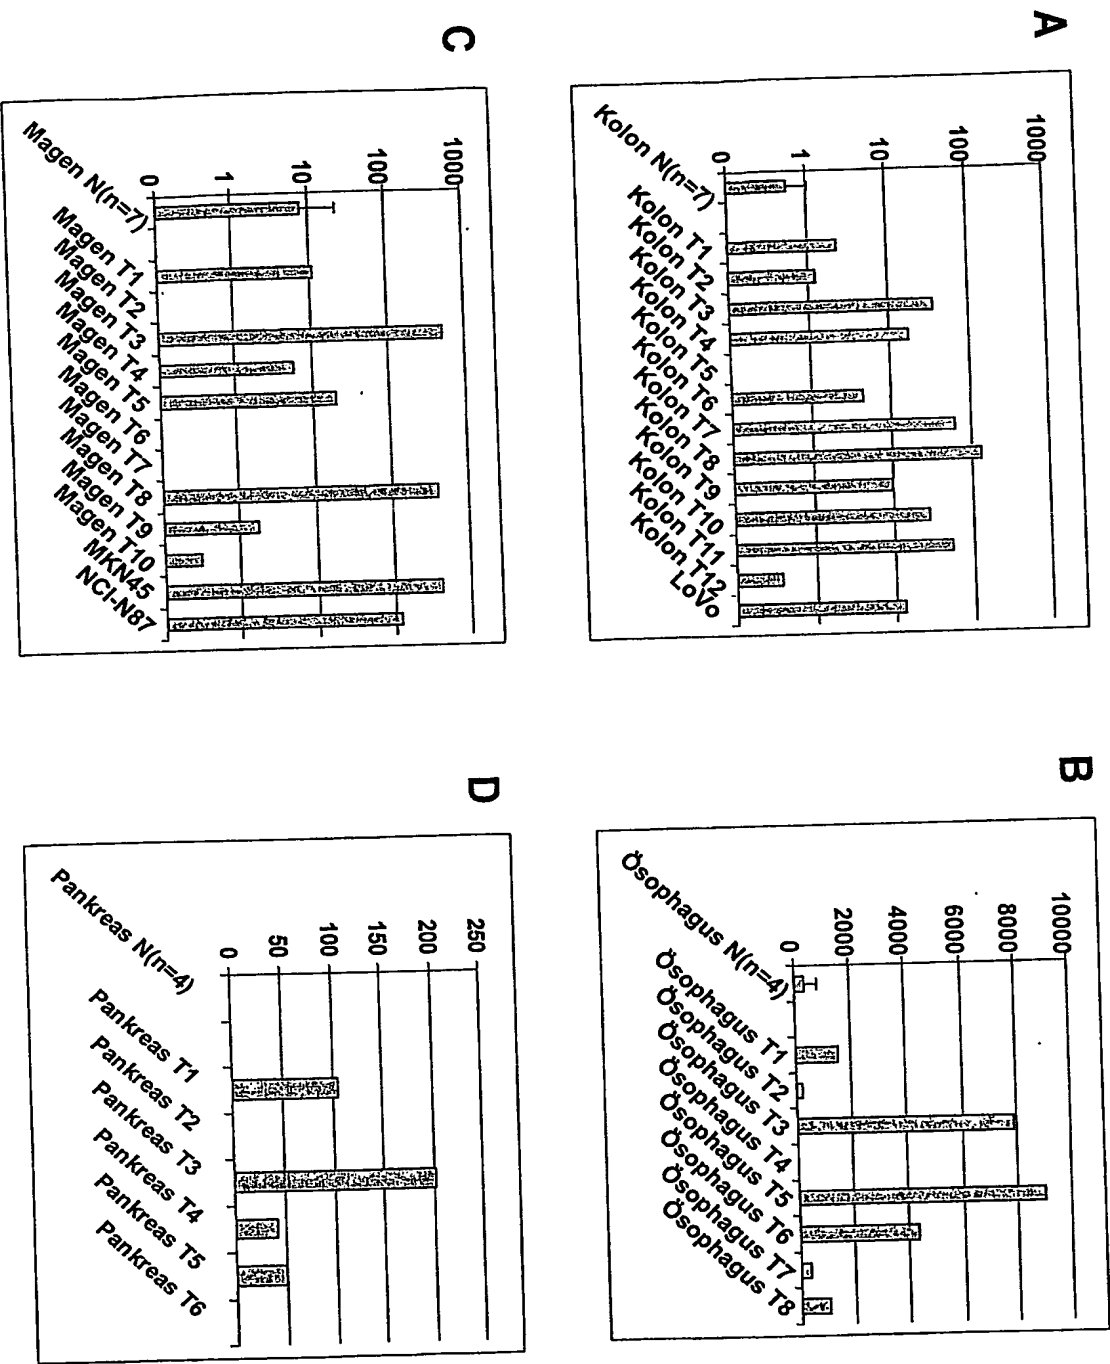 A
1000
100
10
1
0
Kolon N(n=7)
Kolon T1
Kolon T2
Kolon T3
Kolon T4
Kolon T5
Kolon T6
Kolon T7
Kolon T8
Kolon T9
Kolon T10
Kolon T11
Kolon T12
LoVo
B
10000
8000
6000
4000
2000
0
Ösophagus N(n=4)
Ösophagus T1
Ösophagus T2
Ösophagus T3
Ösophagus T4
Ösophagus T5
Ösophagus T6
Ösophagus T7
Ösophagus T8
C
1000
100
10
1
0
Magen N(n=7)
Magen T1
Magen T2
Magen T3
Magen T4
Magen T5
Magen T6
Magen T7
Magen T8
Magen T9
Magen T10
MKN45
NCI-N87
D
250
200
150
100
50
0
Pankreas N(n=4)
Pankreas T1
Pankreas T2
Pankreas T3
Pankreas T4
Pankreas T5
Pankreas T6